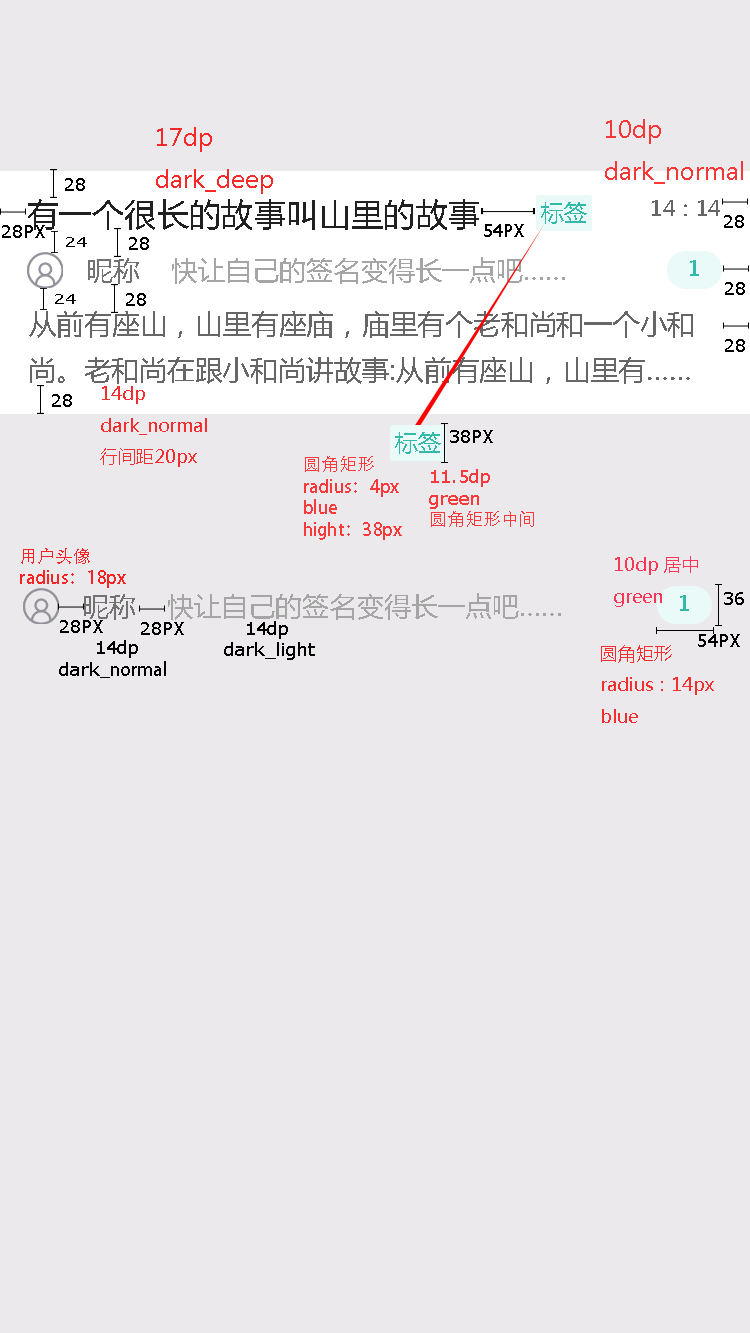 17dp
10dp
dark_deep
dark_normal
28
有一个很长的故事叫山里的故事
标签
14：14
28PX
54PX
28
24
28
昵称
快让自己的签名变得长一点吧......
1
28
24
28
从前有座山，山里有座庙，庙里有个老和尚和一个小和
28
尚。老和尚在跟小和尚讲故事:从前有座山，山里有......
28
14dp
dark_normal
行间距20px
标签
38PX
圆角矩形
radius：4px
blue
hight：38px
11.5dp
green
圆角矩形中间
用户头像
radius：18px
昵称
快让自己的签名变得长一点吧......
28PX
28PX
14dp
dark_normal
14dp
dark_light
10dp 居中
green
1
36
54PX
圆角矩形
radius：14px
blue